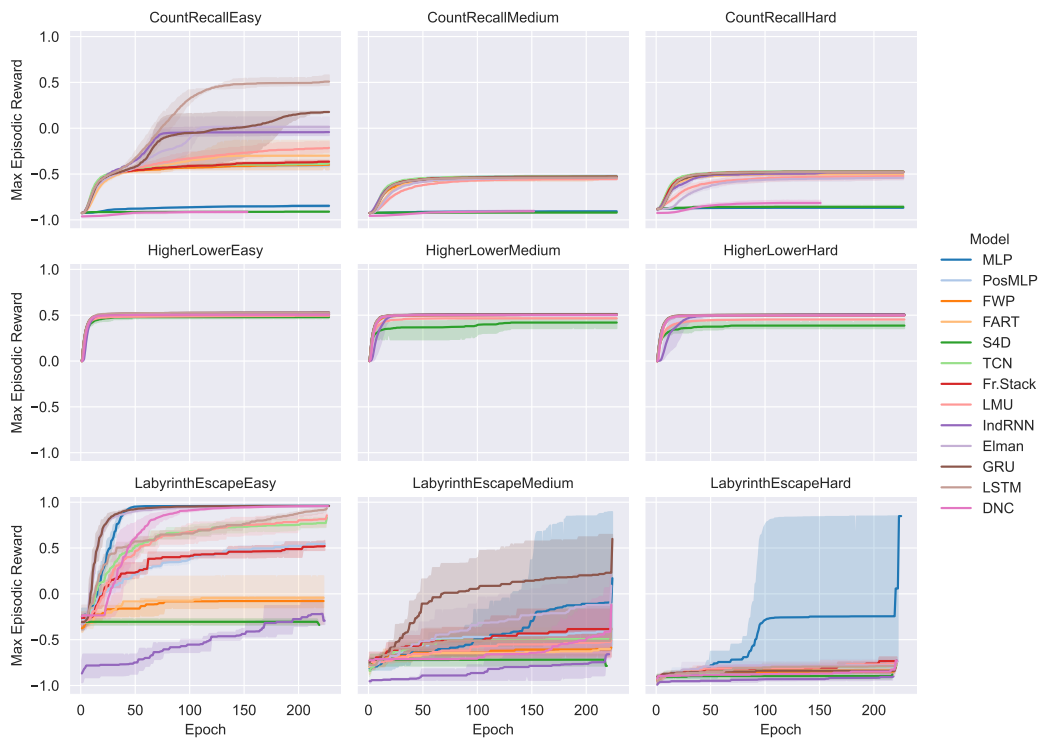 CountRecallEasy
CountRecallMedium
CountRecallHard
Max Episodic Reward
1.0
0.5
0.0
−0.5
−1.0
HigherLowerEasy
HigherLowerMedium
HigherLowerHard
Max Episodic Reward
1.0
0.5
0.0
−0.5
−1.0
LabyrinthEscapeEasy
LabyrinthEscapeMedium
LabyrinthEscapeHard
Max Episodic Reward
1.0
0.5
0.0
−0.5
−1.0
0 50 100 150 200
0 50 100 150 200
0 50 100 150 200
Epoch
Epoch
Epoch
Model
MLP
PosMLP
FWP
FART
S4D
TCN
Fr.Stack
LMU
IndRNN
Elman
GRU
LSTM
DNC